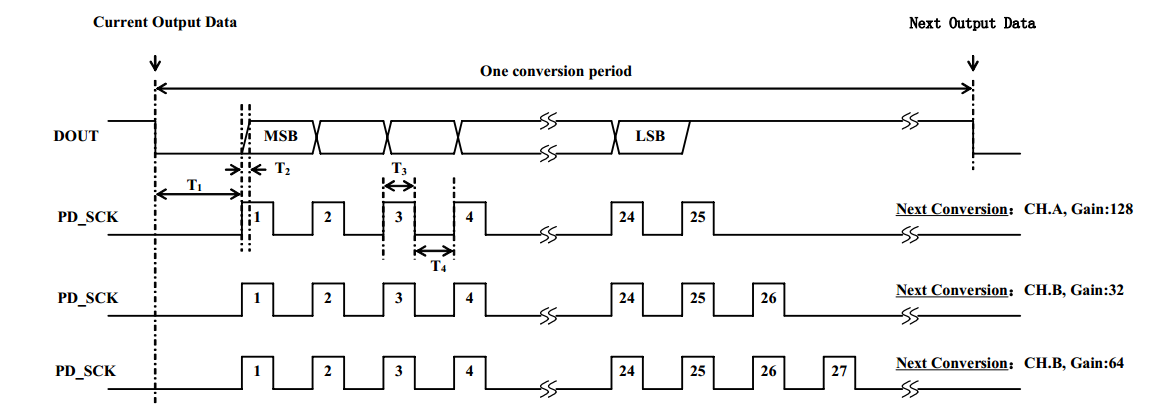 Current Output Data
Next Output Data
One conversion period
DOUT
MSB
LSB
T2
T3
T1
PD_SCK
1 2 3 4 24 25
Next Conversion: CH.A, Gain:128
T4
PD_SCK
1 2 3 4 24 25 26
Next Conversion: CH.B, Gain:32
PD_SCK
1 2 3 4 24 25 26 27
Next Conversion: CH.B, Gain:64